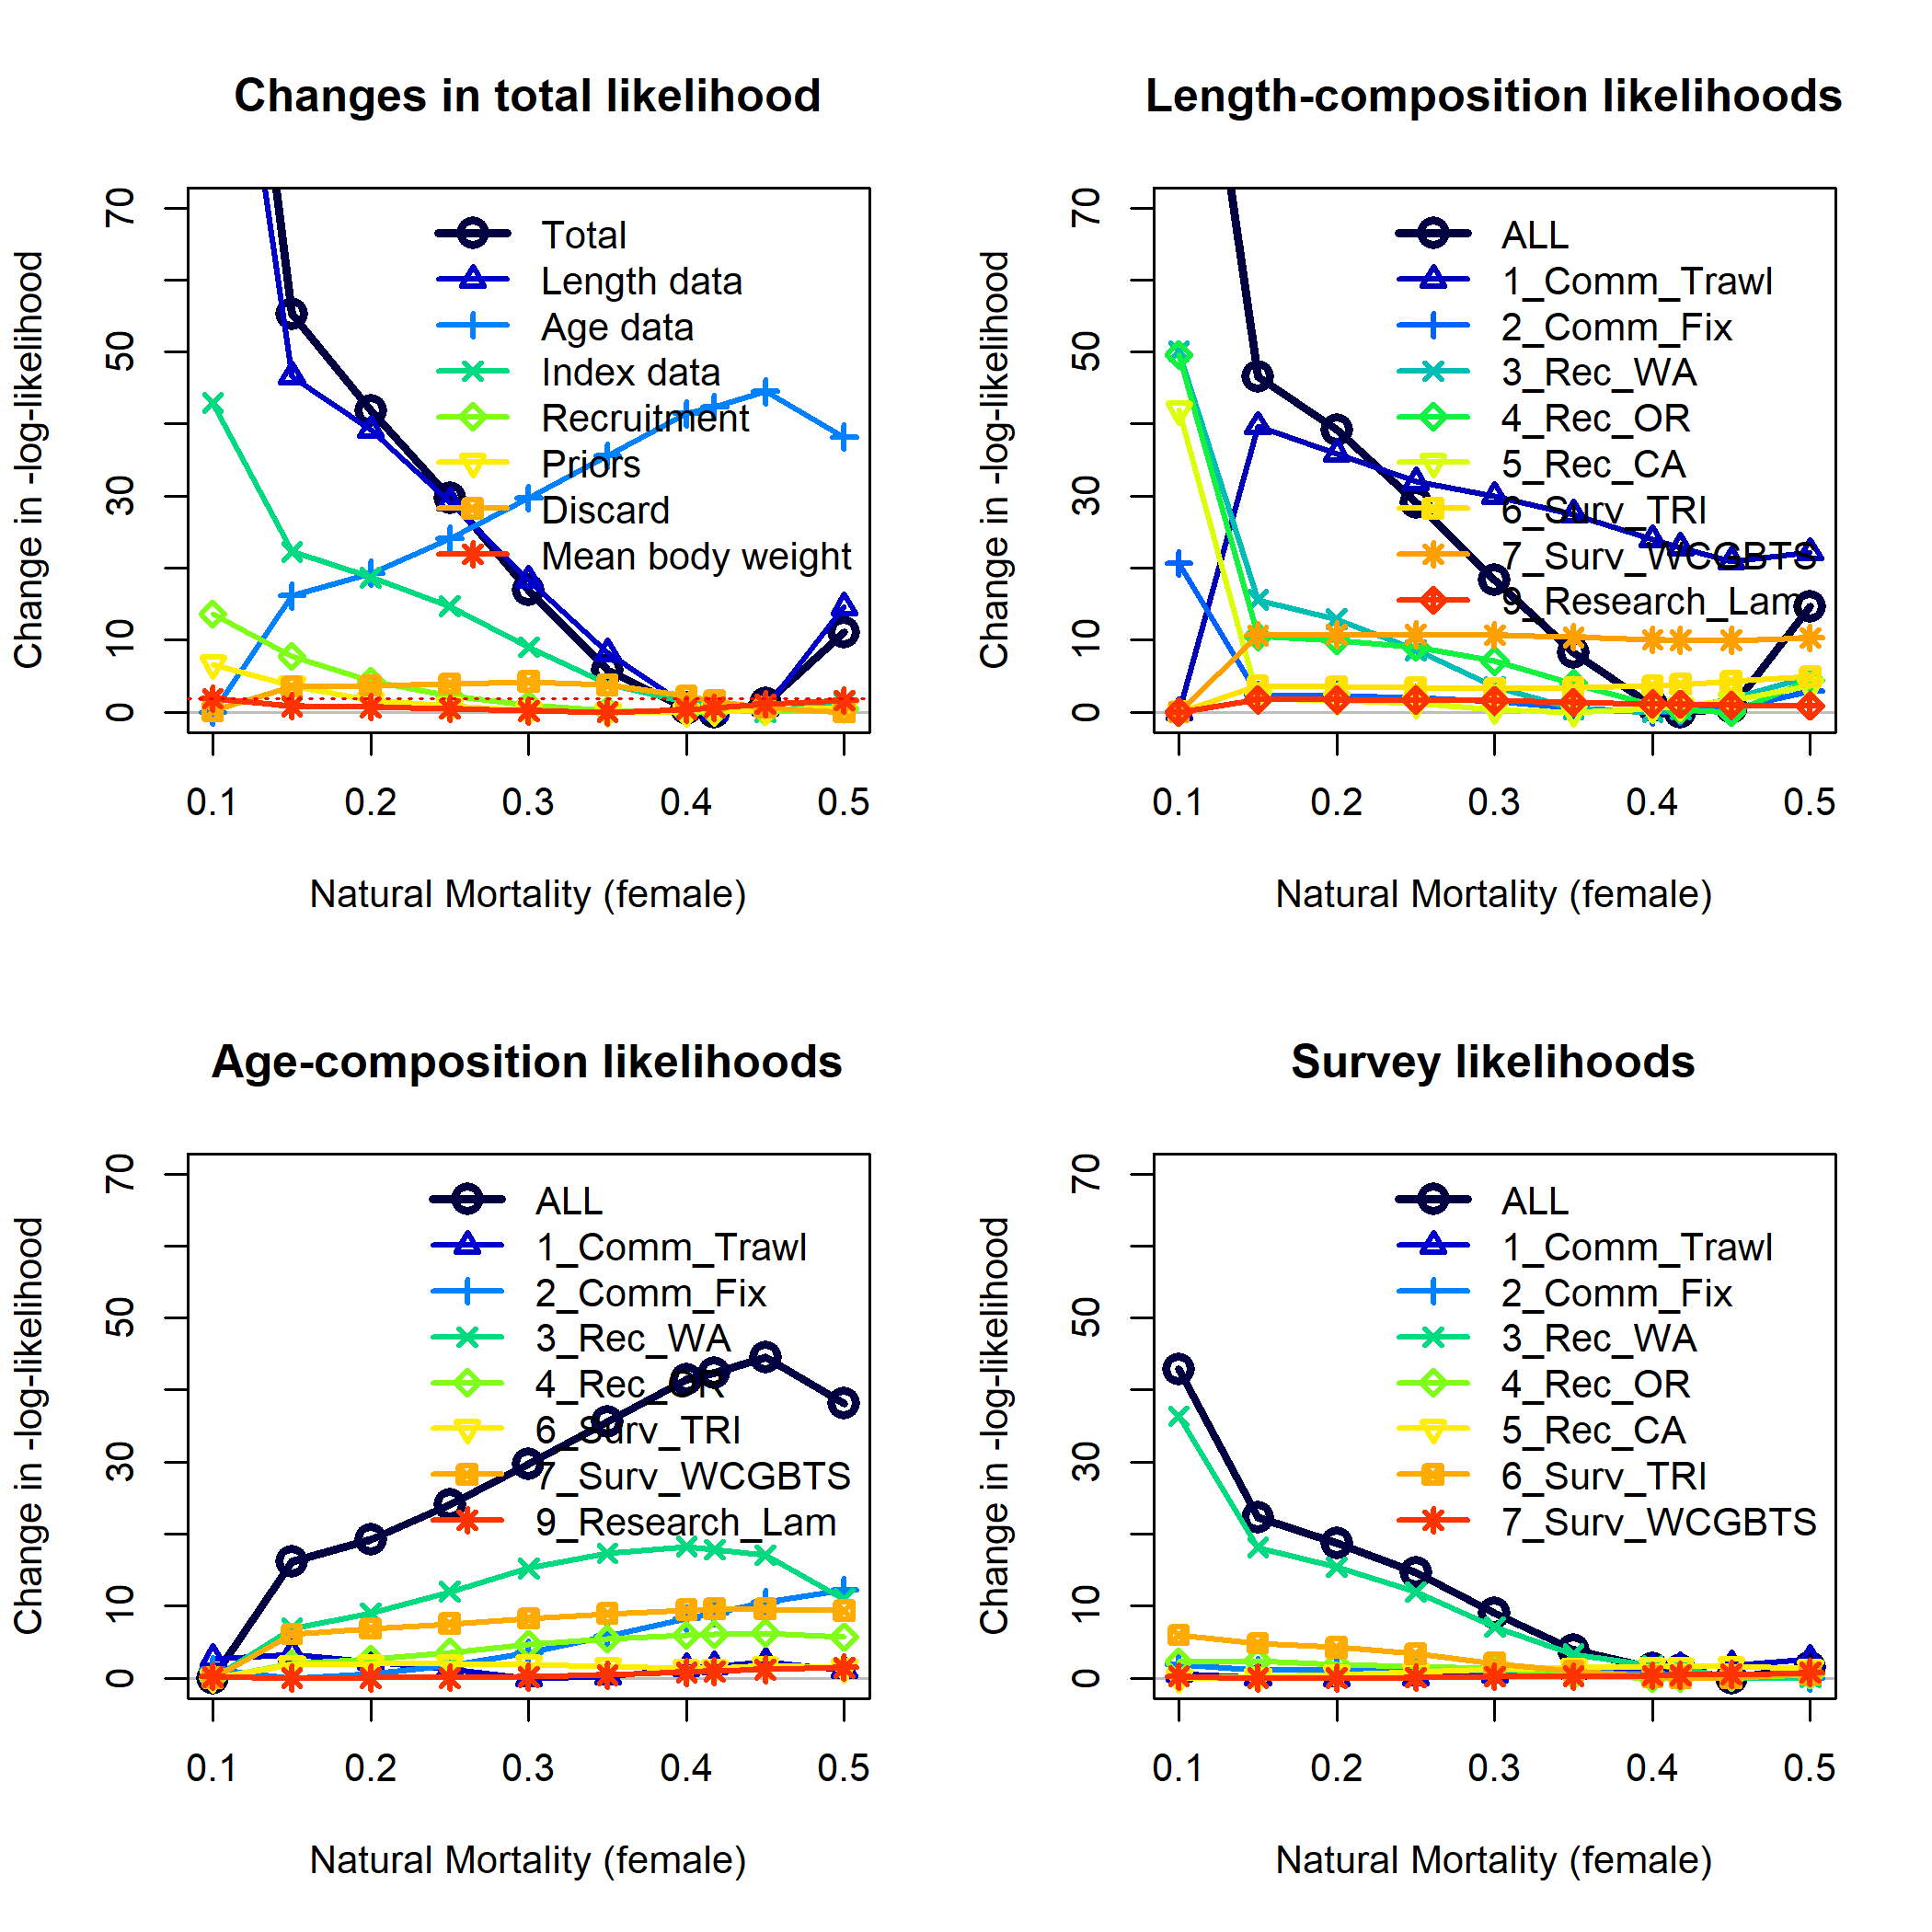 Changes in total likelihood
Change in -log-likelihood
70
50
30
10
0
Total
Length data
Age data
Index data
Recruitment
Priors
Discard
Mean body weight
0.1 0.2 0.3 0.4 0.5
Natural Mortality (female)
Length-composition likelihoods
Change in -log-likelihood
70
50
30
10
0
ALL
1_Comm_Trawl
2_Comm_Fix
3_Rec_WA
4_Rec_OR
5_Rec_CA
6_Surv_TRI
7_Surv_WCGBTS
9_Research_Lam
0.1 0.2 0.3 0.4 0.5
Natural Mortality (female)
Age-composition likelihoods
Change in -log-likelihood
70
50
30
10
0
ALL
1_Comm_Trawl
2_Comm_Fix
3_Rec_WA
4_Rec_OR
6_Surv_TRI
7_Surv_WCGBTS
9_Research_Lam
0.1 0.2 0.3 0.4 0.5
Natural Mortality (female)
Survey likelihoods
Change in -log-likelihood
70
50
30
10
0
ALL
1_Comm_Trawl
2_Comm_Fix
3_Rec_WA
4_Rec_OR
5_Rec_CA
6_Surv_TRI
7_Surv_WCGBTS
0.1 0.2 0.3 0.4 0.5
Natural Mortality (female)